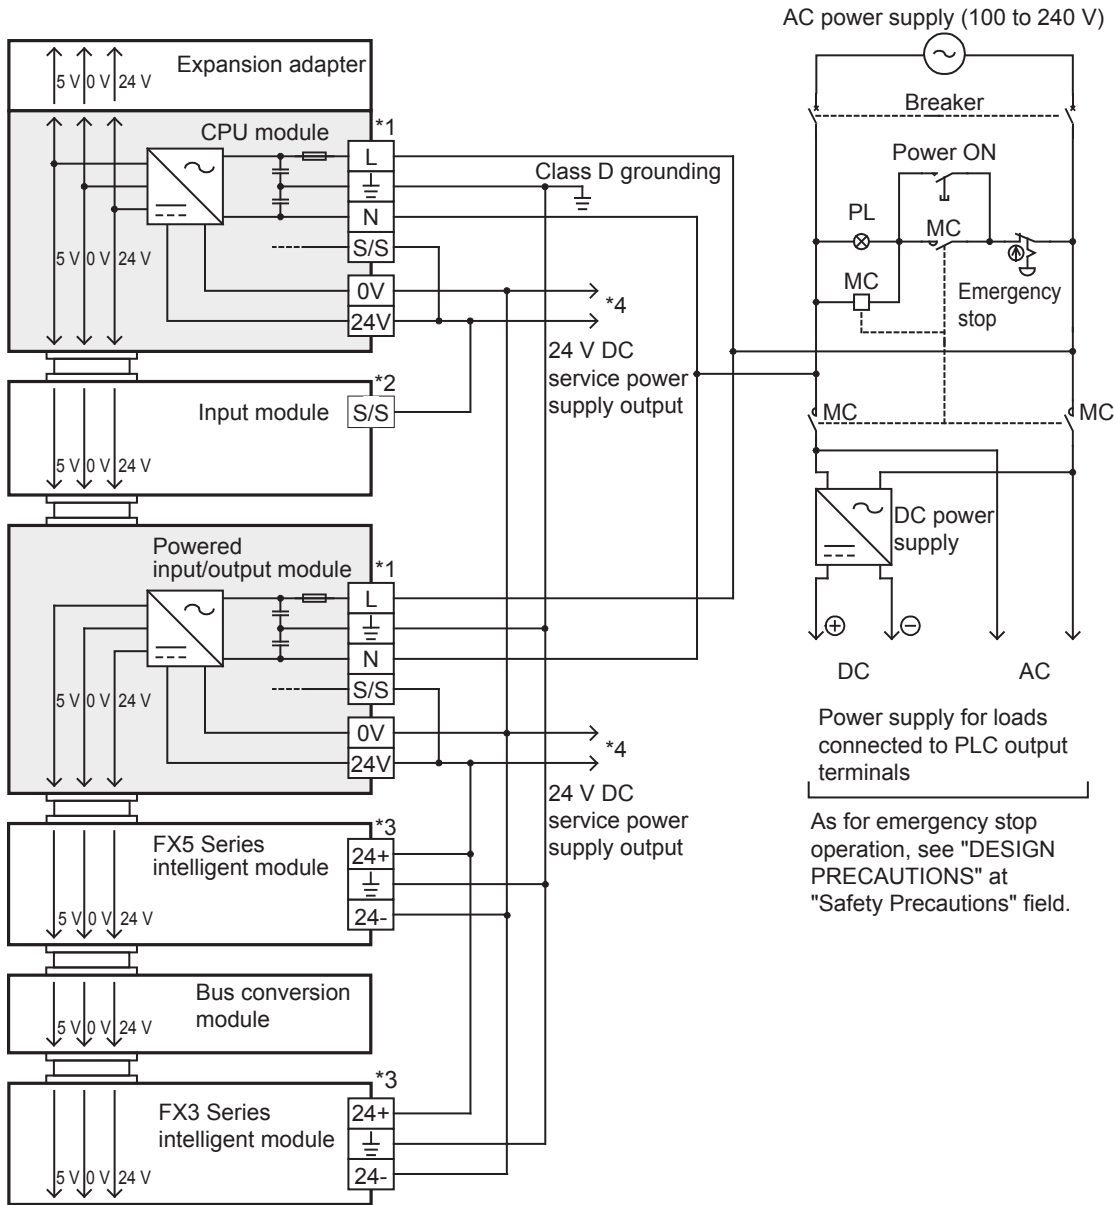 AC power supply (100 to 240 V)
Expansion adapter
5 V 0 V 24 V
Breaker
CPU module
*1
L
Power ON
Class D grounding
N
PL
MC
S/S
5 V 0 V 24 V
0V
*4
MC
Emergency
stop
24V
24 V DC
service power
supply output
Input module
*2
S/S
MC
MC
5 V 0 V 24 V
DC power
supply
Powered
input/output module
*1
L
N
S/S
5 V 0 V 24 V
0V
*4
24V
24 V DC
service power
supply output
DC
AC
Power supply for loads
connected to PLC output
terminals
As for emergency stop
operation, see "DESIGN
PRECAUTIONS" at
"Safety Precautions" field.
FX5 Series
intelligent module
*3
24+
24-
5 V 0 V 24 V
Bus conversion
module
5 V 0 V 24 V
FX3 Series
intelligent module
*3
24+
24-
5 V 0 V 24 V